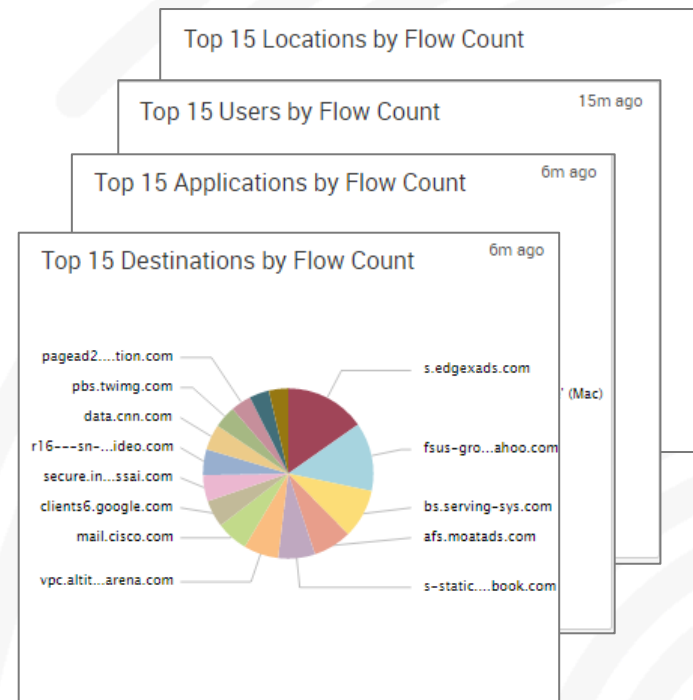 Top 15 Locations by Flow Count
Top 15 Users by Flow Count
15m ago
Top 15 Applications by Flow Count
6m ago
Top 15 Destinations by Flow Count
6m ago
pagead2....tion.com
pbs.twimg.com
data.cnn.com
r16---sn-...ideo.com
secure.in...ssai.com
clients6.google.com
mail.cisco.com
vpc.altit...arena.com
s.edgexads.com
fsus-gro...ahoo.com
bs.serving-sys.com
afs.moatads.com
s-static....book.com
' (Mac)